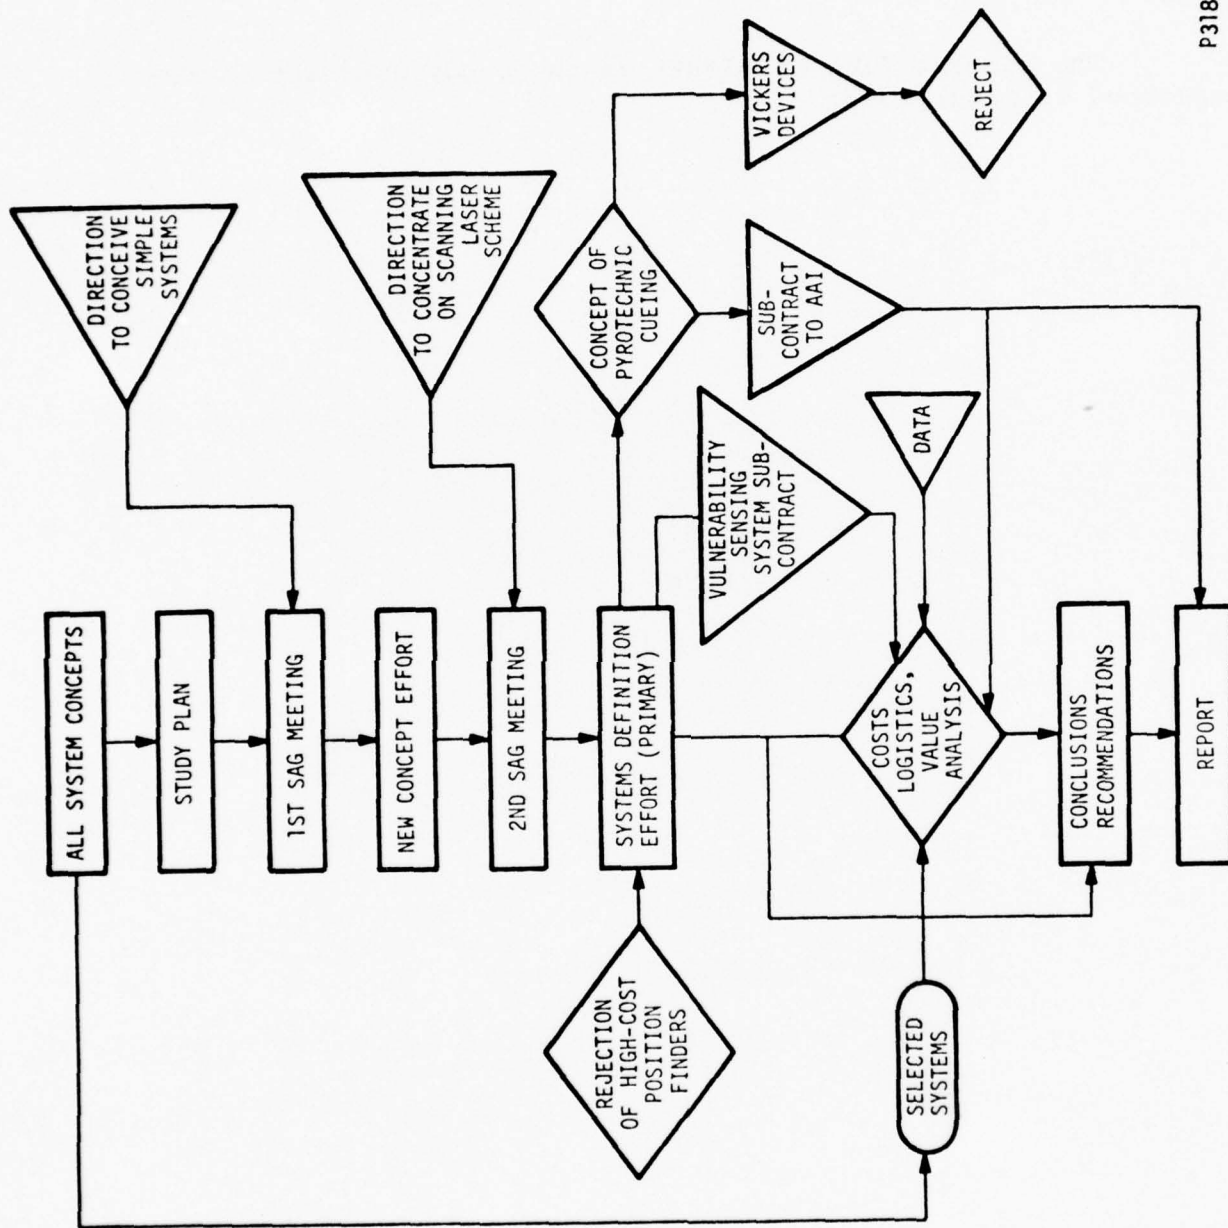 ALL SYSTEM CONCEPTS
STUDY PLAN
1ST SAG MEETING
NEW CONCEPT EFFORT
2ND SAG MEETING
SYSTEMS DEFINITION
EFFORT (PRIMARY)
DIRECTION
TO CONCEIVE
SIMPLE
SYSTEMS
DIRECTION
TO CONCENTRATE
ON SCANNING
LASER
SCHEME
REJECTION
OF HIGH-COST
POSITION
FINDERS
CONCEPT OF
PYROTECHNIC
CUEING
VICKERS
DEVICES
REJECT
SUB-
CONTRACT
TO AAI
VULNERABILITY
SENSING
SYSTEM SUB-
CONTRACT
DATA
SELECTED
SYSTEMS
COSTS
LOGISTICS,
VALUE
ANALYSIS
CONCLUSIONS
RECOMMENDATIONS
REPORT
P318